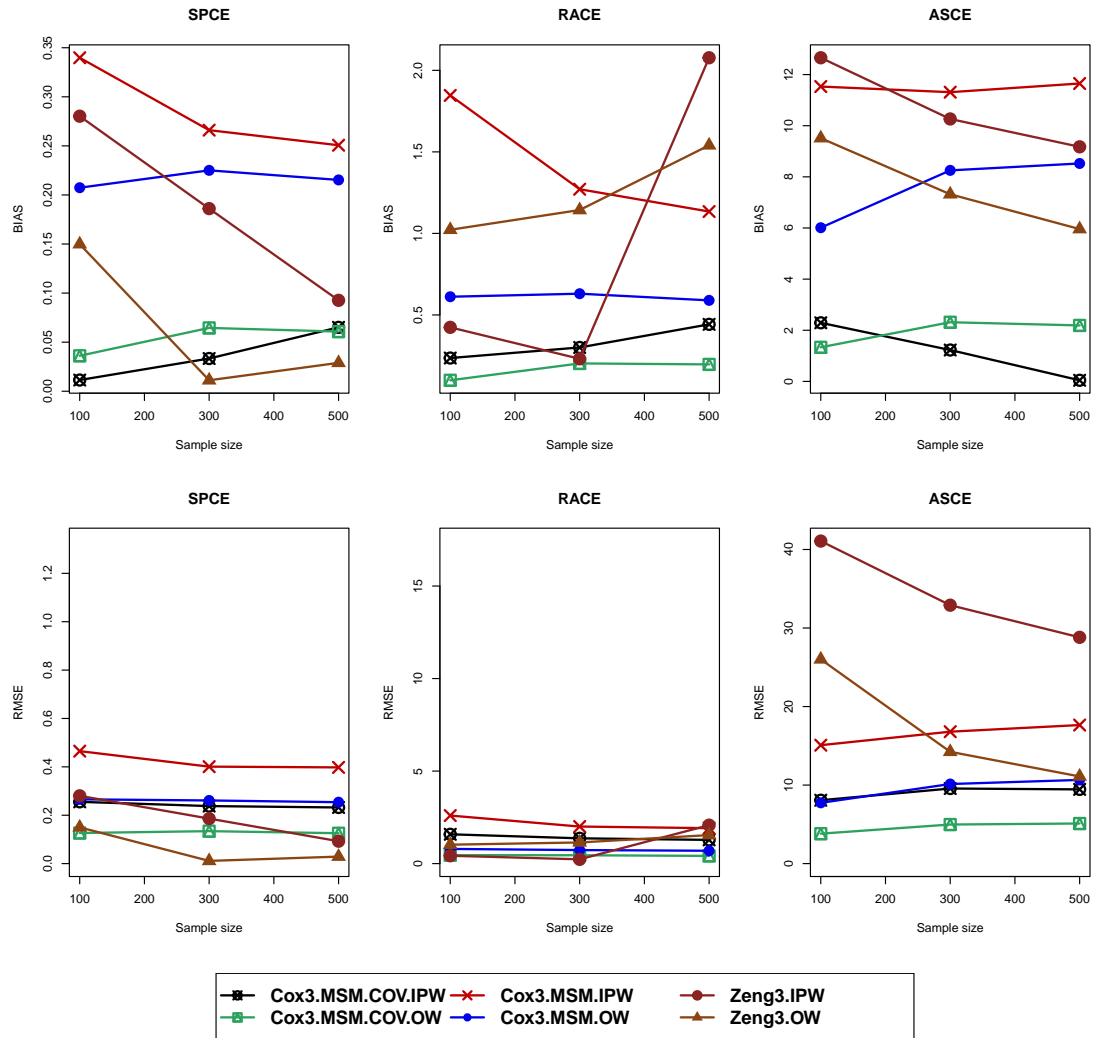 SPCE
RACE
ASCE
BIAS
0.00 0.05 0.10 0.15 0.20 0.25 0.30 0.35
100 200 300 400 500
Sample size
BIAS
0.5 1.0 1.5 2.0
100 200 300 400 500
Sample size
BIAS
0 2 4 6 8 10 12
100 200 300 400 500
Sample size
SPCE
RACE
ASCE
RMSE
0.0 0.2 0.4 0.6 0.8 1.0 1.2
100 200 300 400 500
Sample size
RMSE
0 5 10 15
100 200 300 400 500
Sample size
RMSE
0 10 20 30 40
100 200 300 400 500
Sample size
Cox3.MSM.COV.IPW Cox3.MSM.IPW Zeng3.IPW
Cox3.MSM.COV.OW Cox3.MSM.OW Zeng3.OW